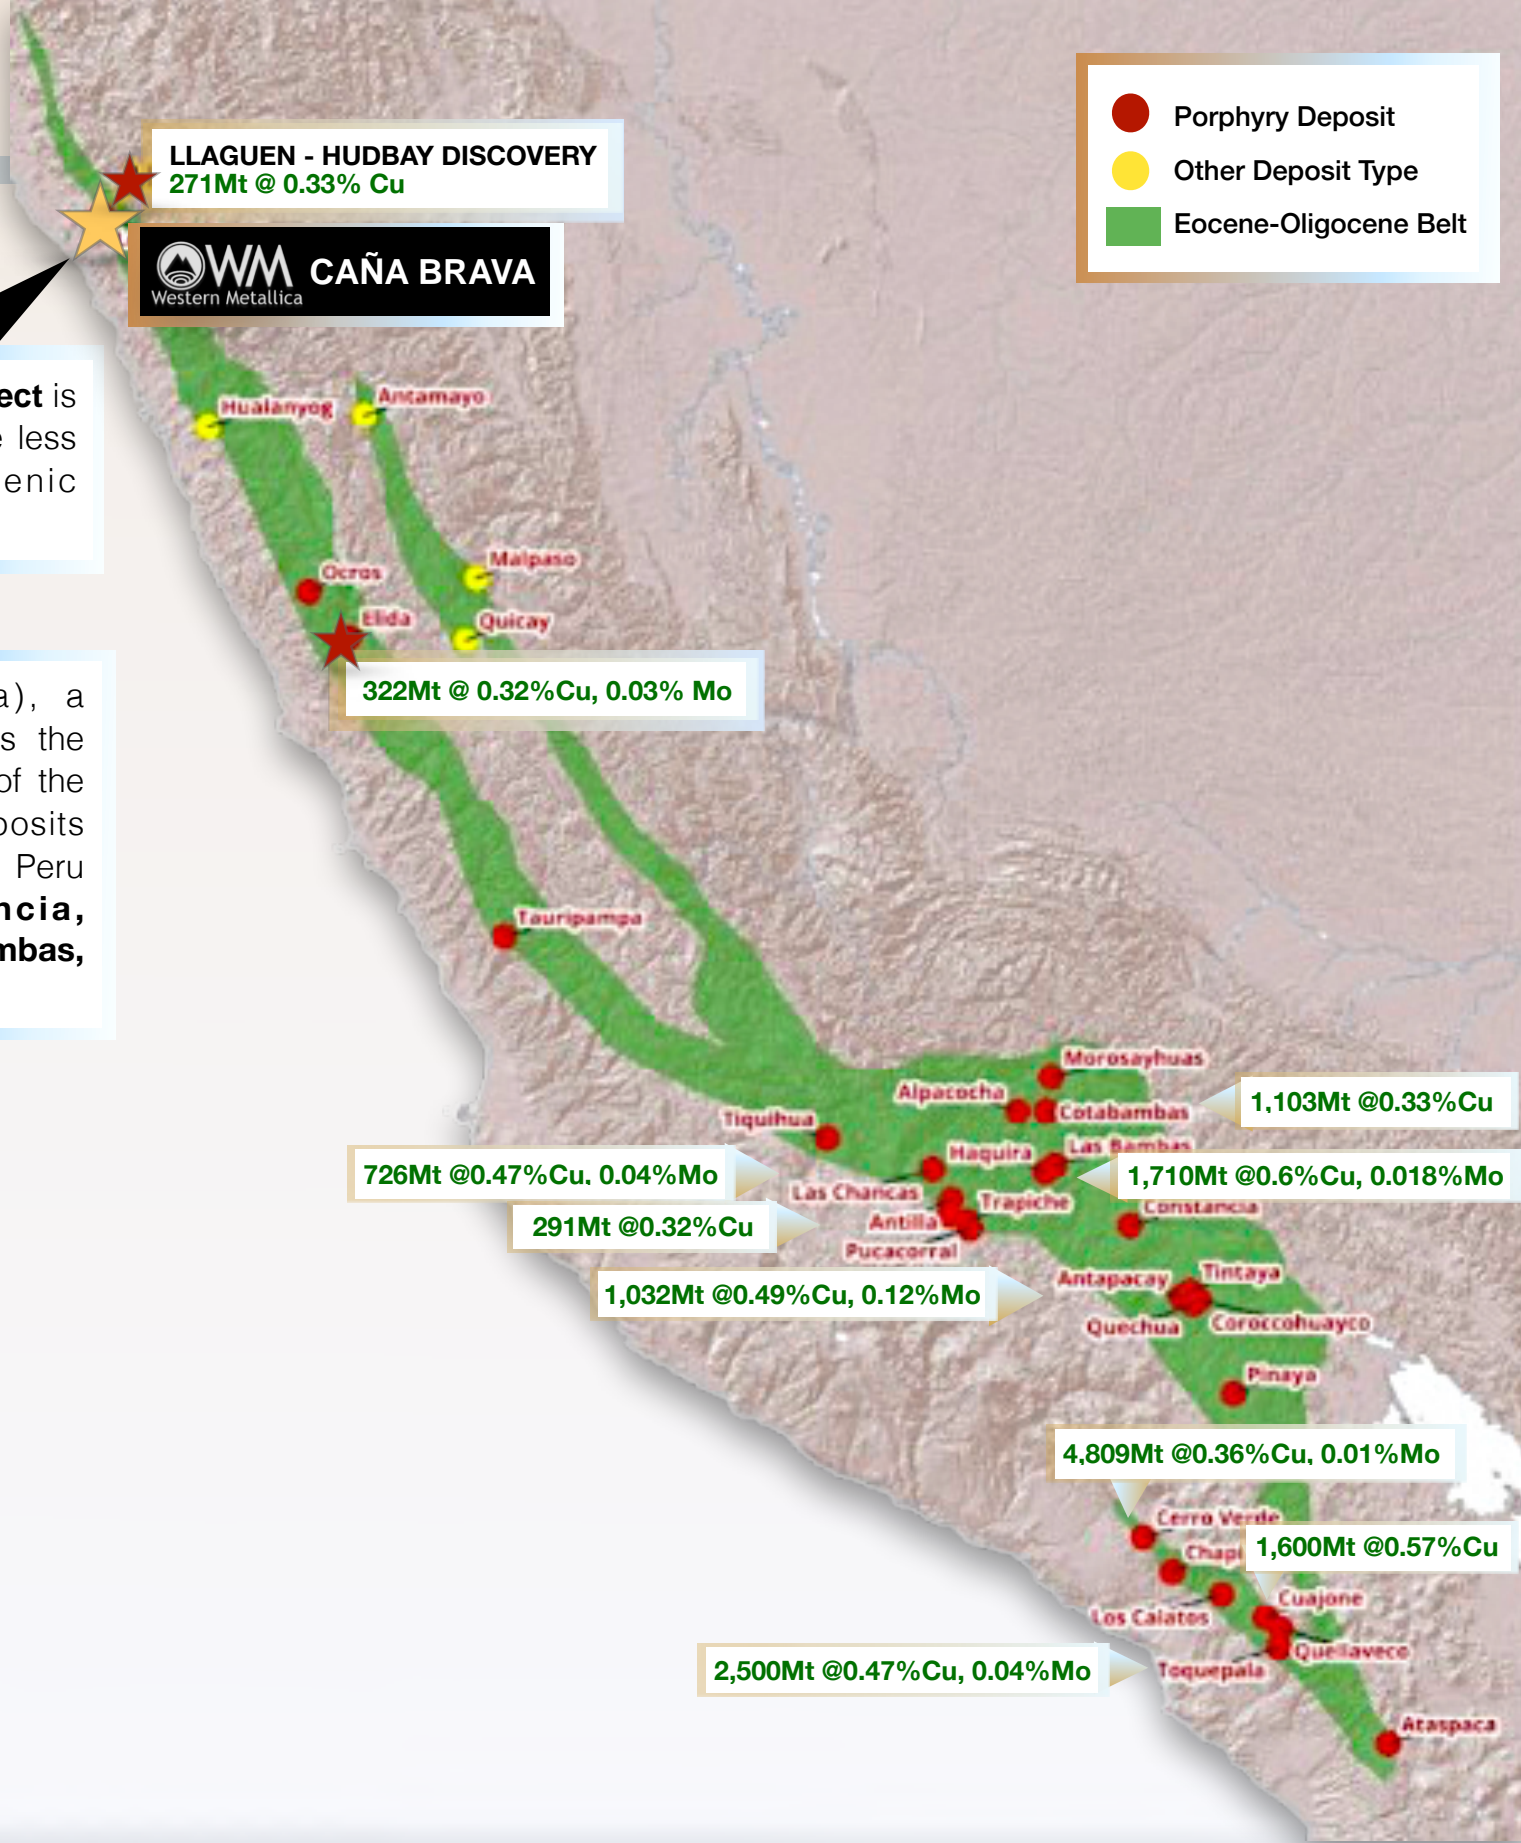 LLAGUEN - HUDBAY DISCOVERY
271Mt @ 0.33% Cu
WM
Western Metallica
CAÑA BRAVA
Porphyry Deposit
Other Deposit Type
Eocene-Oligocene Belt
ect is
e less
enic
a), a
s the
of the
posits
Peru
ncia,
mbas,
Hualanyog
Antamayo
Malpaso
Ocros
Elida
Quicay
322Mt @ 0.32%Cu, 0.03% Mo
Tauripampa
Morosayhuas
Alpacocha
Cotabambas
1,103Mt @0.33%Cu
Tiquihua
Haquira
Las Bambas
726Mt @0.47%Cu, 0.04%Mo
1,710Mt @0.6%Cu, 0.018%Mo
Las Chancas
Trapiche
Constancia
291Mt @0.32%Cu
Antilla
Pucacorral
1,032Mt @0.49%Cu, 0.12%Mo
Antapacay
Tintaya
Quechua
Coroccohuayco
Pinaya
4,809Mt @0.36%Cu, 0.01%Mo
Cerro Verde
Chapi
1,600Mt @0.57%Cu
Los Calatos
Cuajone
Quellaveco
2,500Mt @0.47%Cu, 0.04%Mo
Toquepala
Ataspaca